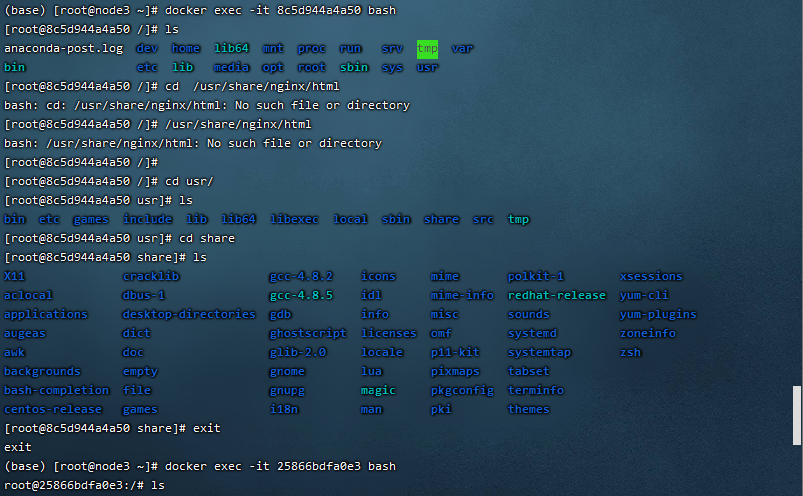 (base) [root@node3 ~]# docker exec -it 8c5d944a4a50 bash
[root@8c5d944a4a50 /]# ls
anaconda-post.log  dev  home  lib64  mnt  proc  run  srv  tmp  var
bin                etc  lib   media  opt  root  sbin  sys  usr
[root@8c5d944a4a50 /]# cd  /usr/share/nginx/html
bash: cd: /usr/share/nginx/html: No such file or directory
[root@8c5d944a4a50 /]# /usr/share/nginx/html
bash: /usr/share/nginx/html: No such file or directory
[root@8c5d944a4a50 /]#
[root@8c5d944a4a50 /]# cd usr/
[root@8c5d944a4a50 usr]# ls
bin  etc  games  include  lib  lib64  libexec  local  sbin  share  src  tmp
[root@8c5d944a4a50 usr]# cd share
[root@8c5d944a4a50 share]# ls
X11              cracklib             gcc-4.8.2    icons     mime       polkit-1        xsessions
aclocal          dbus-1               gcc-4.8.5    idl       mime-info  redhat-release  yum-cli
applications     desktop-directories  gdb          info      misc       sounds          yum-plugins
augeas           dict                 ghostscript  licenses  omf        systemd         zoneinfo
awk              doc                  glib-2.0     locale    p11-kit    systemtap       zsh
backgrounds      empty                gnome        lua       pixmaps    tabset
bash-completion  file                 gnupg        magic     pkgconfig  terminfo
centos-release   games                i18n         man       pki        themes
[root@8c5d944a4a50 share]# exit
exit
(base) [root@node3 ~]# docker exec -it 25866bdfa0e3 bash
root@25866bdfa0e3:/# ls